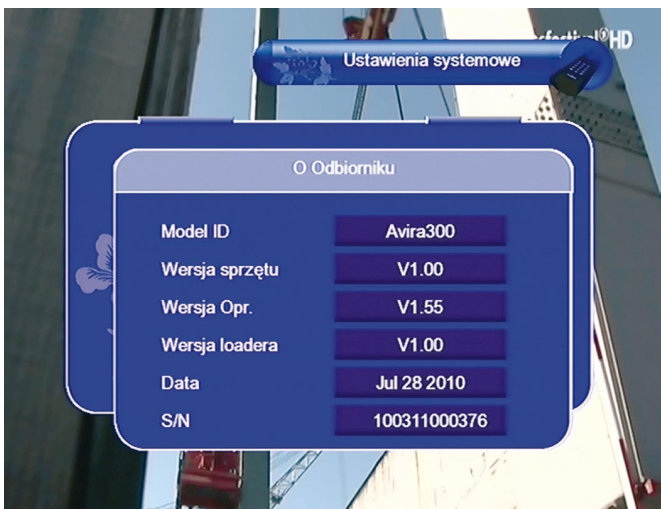 HD
Ustawienia systemowe
O Odbiorniku
Model ID Avira300
Wersja sprzętu V1.00
Wersja Opr. V1.55
Wersja loadera V1.00
Data Jul 28 2010
S/N 100311000376